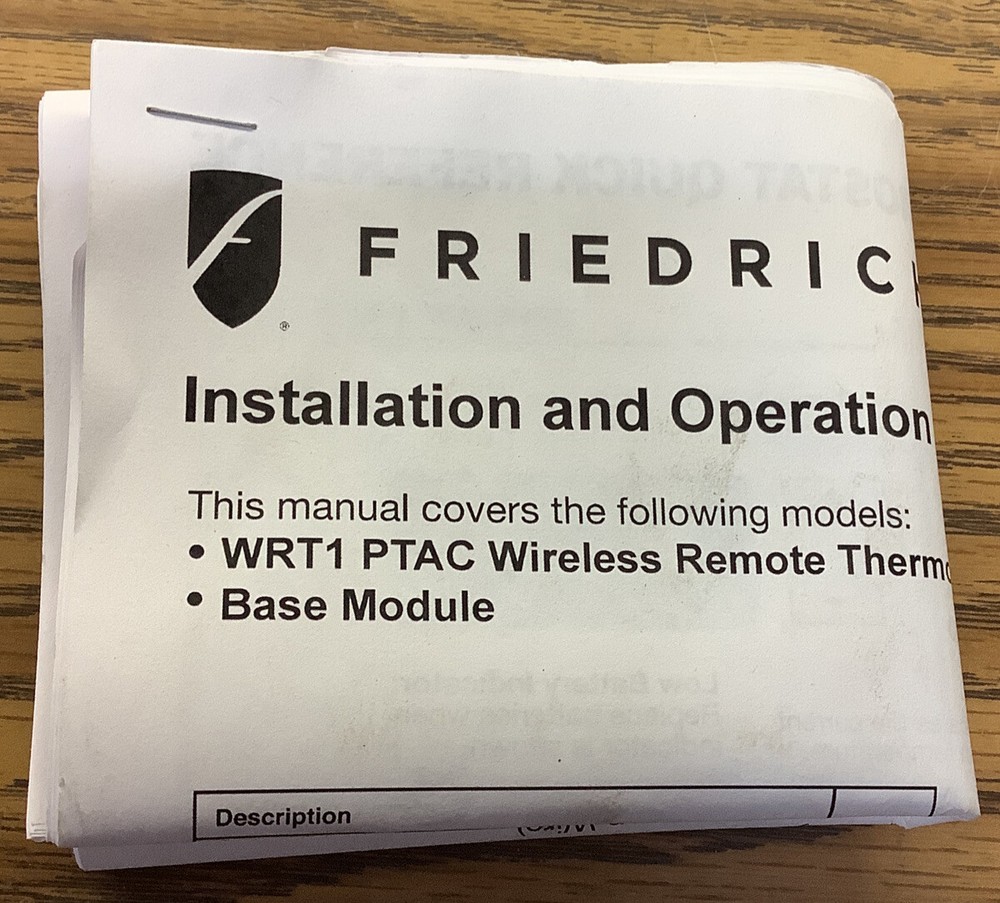 ®
FRIEDRIC
Installation and Operation
This manual covers the following models:
• WRT1 PTAC Wireless Remote Therm
• Base Module
Description